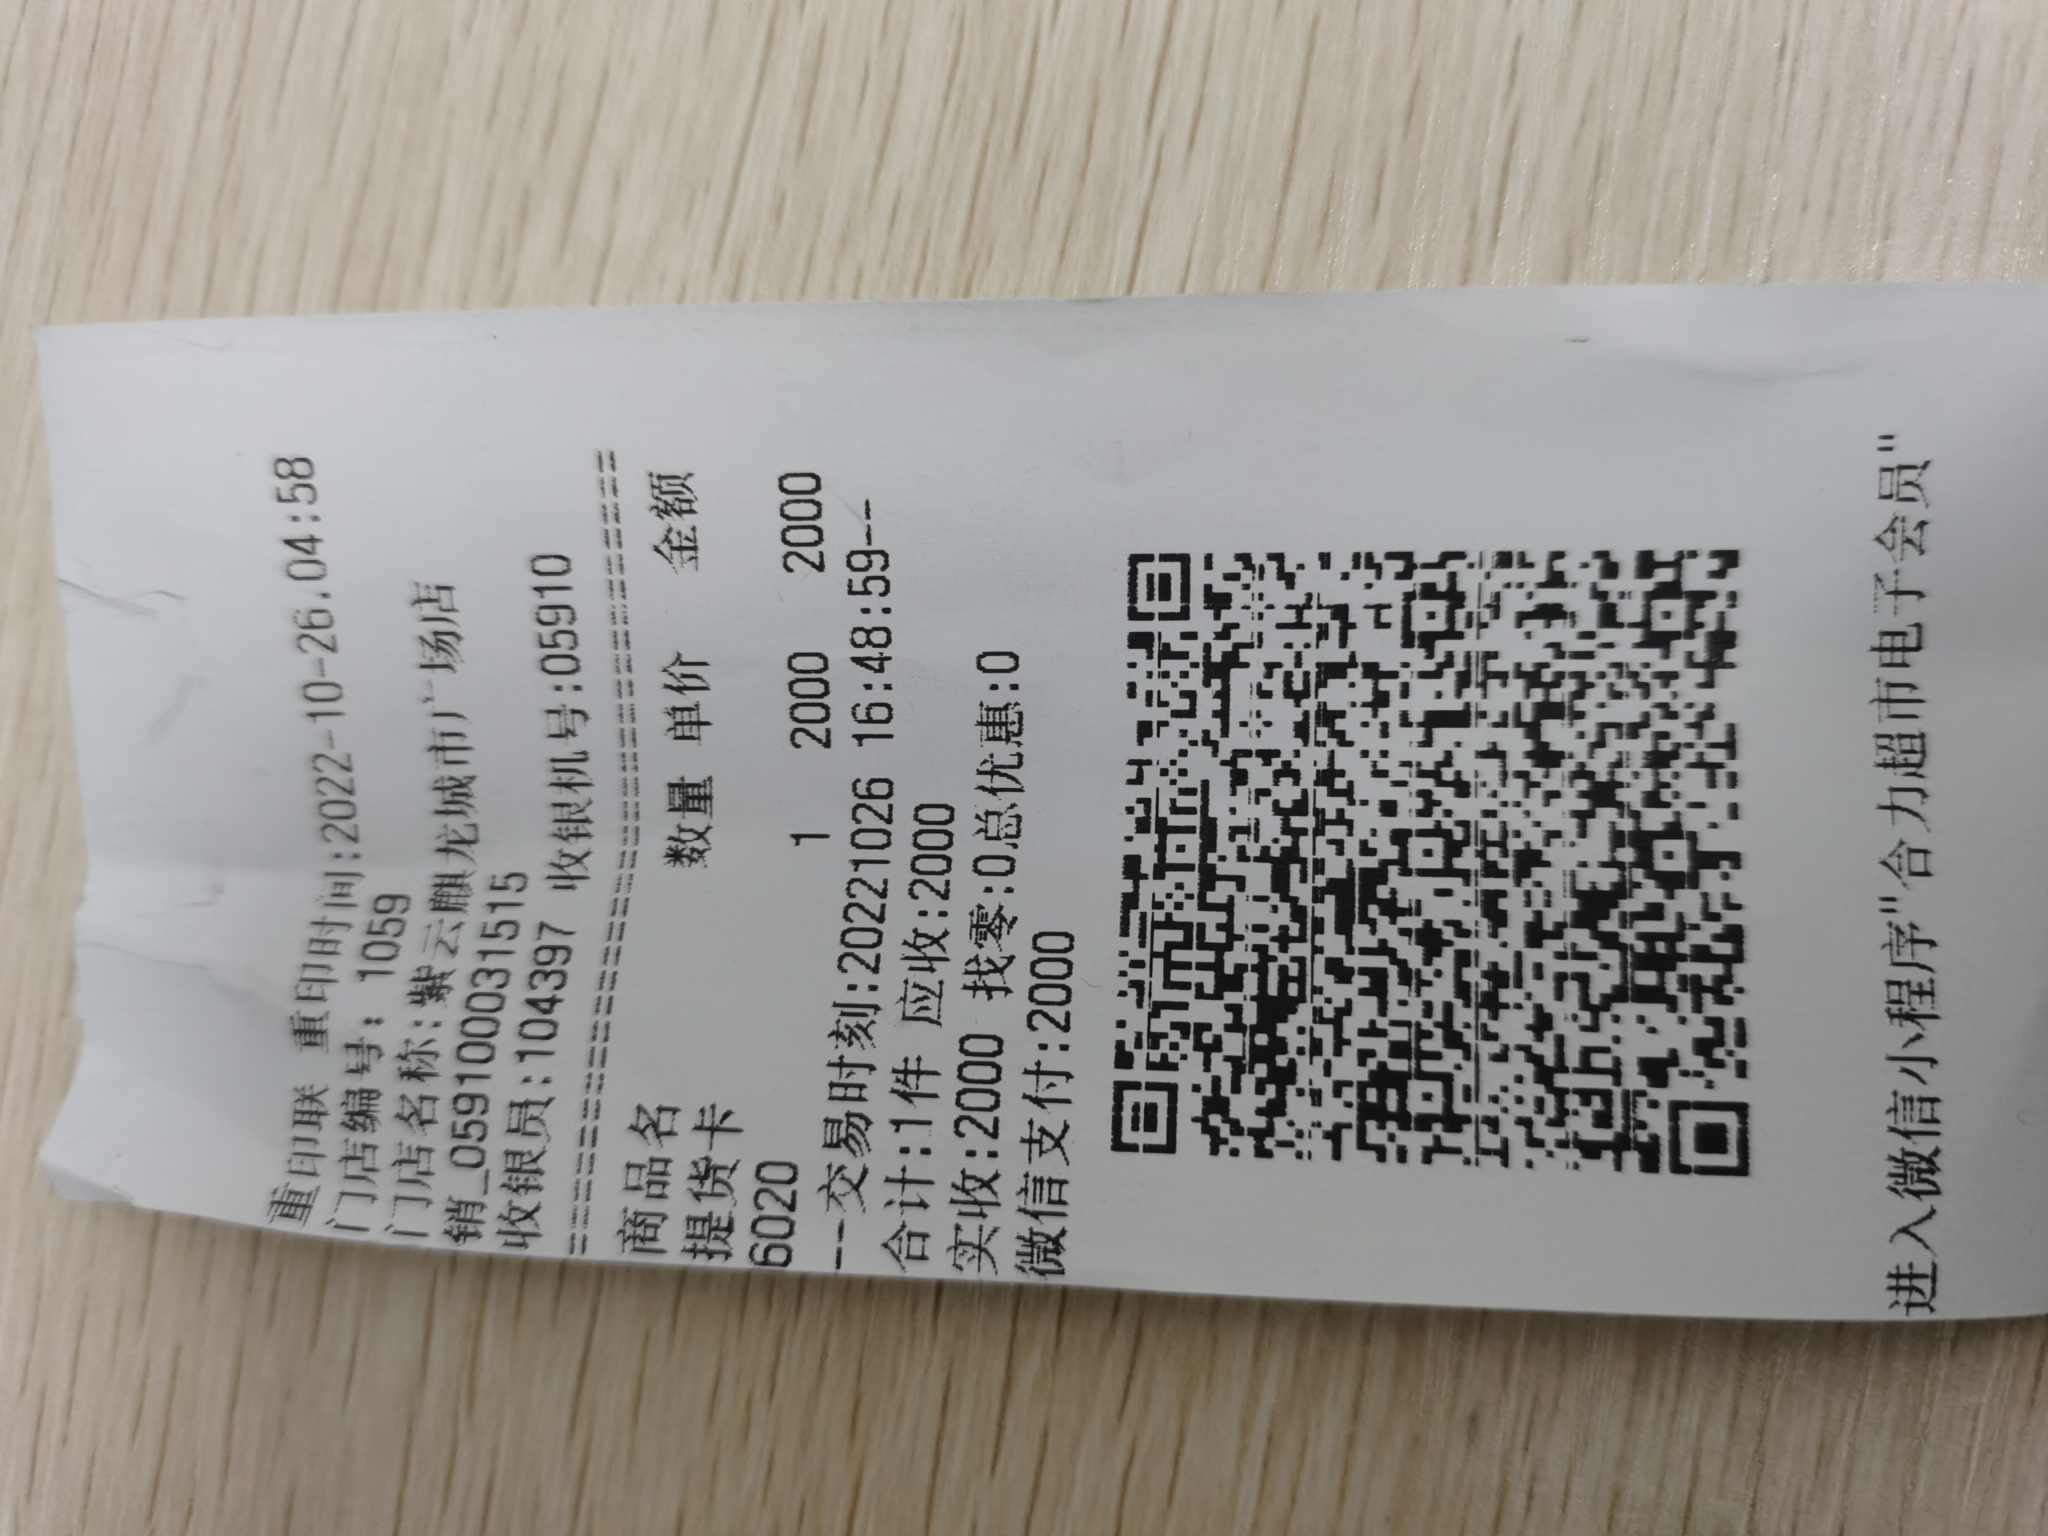 重印联 重印时间:2022-10-26.04:58
门店编号: 1059
门店名称:紫云麒龙城市广场店
销_0591000031515
收银员:104397 收银机号:05910
商品名 数量 单价 金额
提货卡
6020 1 2000 2000
--交易时刻:20221026 16:48:59--
合计:1件 应收:2000
实收:2000 找零:0总优惠:0
微信支付:2000
进入微信小程序"合力超市电子会员"